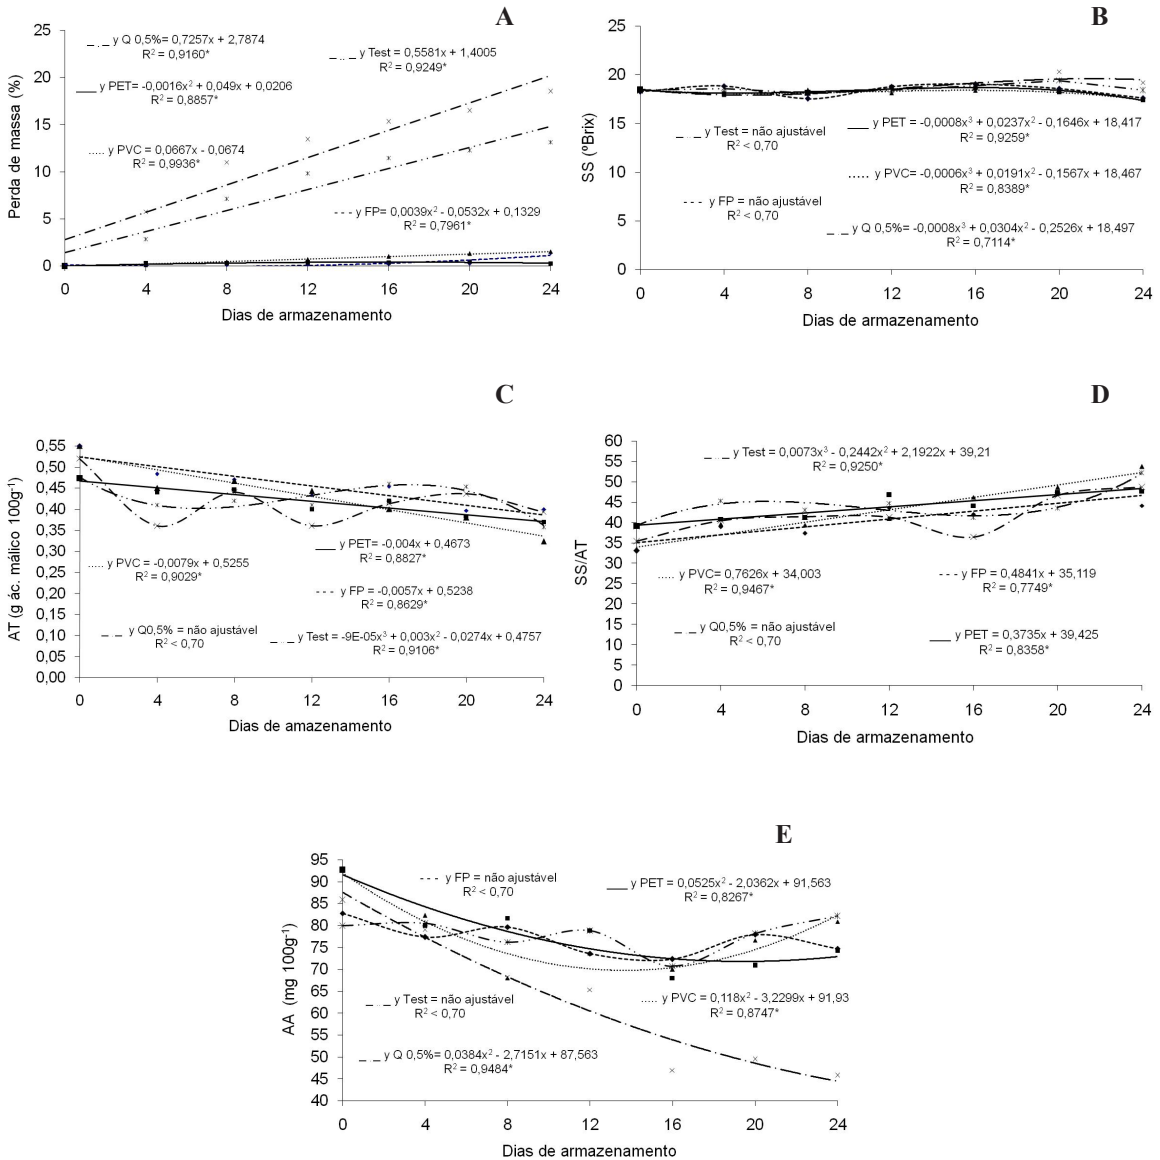 A
25
20
15
10
5
0
Perda de massa (%)
y Q 0,5%= 0,7257x + 2,7874
R² = 0,9160*
y Test = 0,5581x + 1,4005
R² = 0,9249*
y PET= -0,0016x² + 0,049x + 0,0206
R² = 0,8857*
y PVC = 0,0667x - 0,0674
R² = 0,9936*
y FP= 0,0039x² - 0,0532x + 0,1329
R² = 0,7961*
0 4 8 12 16 20 24
Dias de armazenamento
B
25
20
15
10
5
0
SS (ºBrix)
y Test = não ajustável
R² < 0,70
y PET = -0,0008x³ + 0,0237x² - 0,1646x + 18,417
R² = 0,9259*
y PVC= -0,0006x³ + 0,0191x² - 0,1567x + 18,467
R² = 0,8389*
y FP = não ajustável
R² < 0,70
y Q 0,5%= -0,0008x³ + 0,0304x² - 0,2526x + 18,497
R² = 0,7114*
0 4 8 12 16 20 24
Dias de armazenamento
C
0,55
0,50
0,45
0,40
0,35
0,30
0,25
0,20
0,15
0,10
0,05
0,00
AT (g ác. málico 100g⁻¹)
y PET= -0,004x + 0,4673
R² = 0,8827*
y PVC = -0,0079x + 0,5255
R² = 0,9029*
y FP = -0,0057x + 0,5238
R² = 0,8629*
y Q0,5% = não ajustável
R² < 0,70
y Test= -9E-05x³ + 0,003x² - 0,0274x + 0,4757
R² = 0,9106*
0 4 8 12 16 20 24
Dias de armazenamento
D
60
55
50
45
40
35
30
25
20
15
10
5
0
SS/AT
y Test = 0,0073x³ - 0,2442x² + 2,1922x + 39,21
R² = 0,9250*
y PVC= 0,7626x + 34,003
R² = 0,9467*
y FP = 0,4841x + 35,119
R² = 0,7749*
y Q0,5%= não ajustável
R² < 0,70
y PET = 0,3735x + 39,425
R² = 0,8358*
0 4 8 12 16 20 24
Dias de armazenamento
E
95
90
85
80
75
70
65
60
55
50
45
40
AA (mg 100g⁻¹)
y FP = não ajustável
R² < 0,70
y PET = 0,0525x² - 2,0362x + 91,563
R² = 0,8267*
y Test = não ajustável
R² < 0,70
y PVC = 0,118x² - 3,2299x + 91,93
R² = 0,8747*
y Q 0,5%= 0,0384x² - 2,7151x + 87,563
R² = 0,9484*
0 4 8 12 16 20 24
Dias de armazenamento